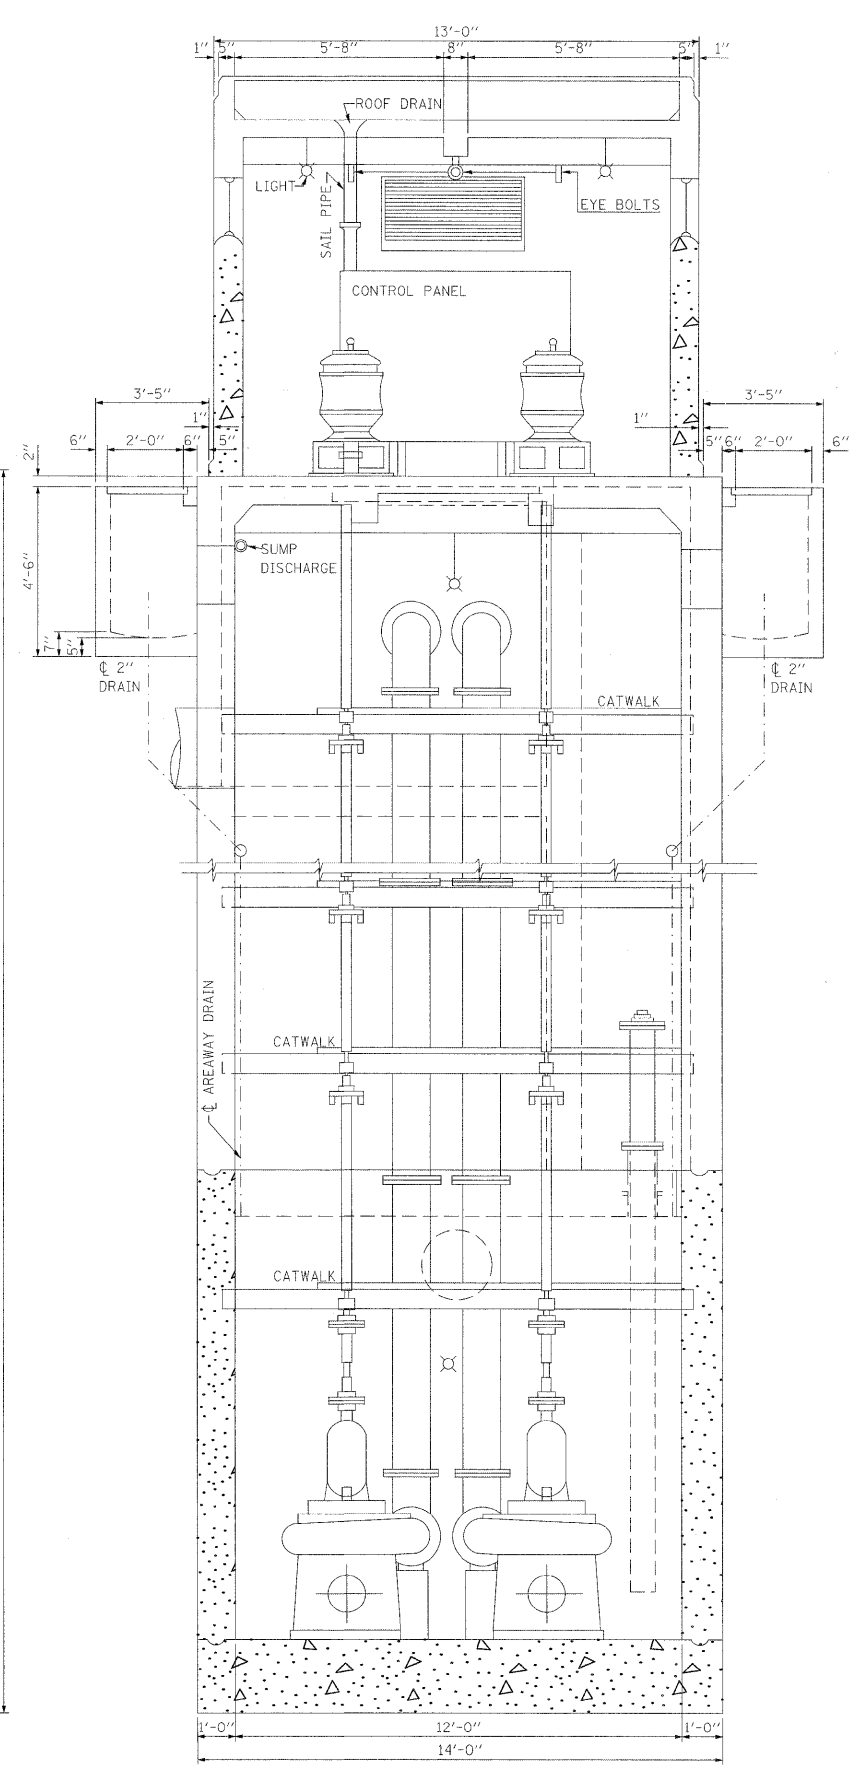 13'-0"
1" 5" 5'-8" 8" 5'-8" 5" 1"
ROOF DRAIN
LIGHT
SAIL PIPE
EYE BOLTS
CONTROL PANEL
3'-5" 3'-5"
1" 1"
6" 2'-0" 6" 5" 5" 6" 2'-0" 6"
2"
SUMP
DISCHARGE
4'-6"
7"
5"
℄ 2"
DRAIN
℄ 2"
DRAIN
CATWALK
℄ AREAWAY DRAIN
CATWALK
CATWALK
1'-0" 12'-0" 1'-0"
14'-0"